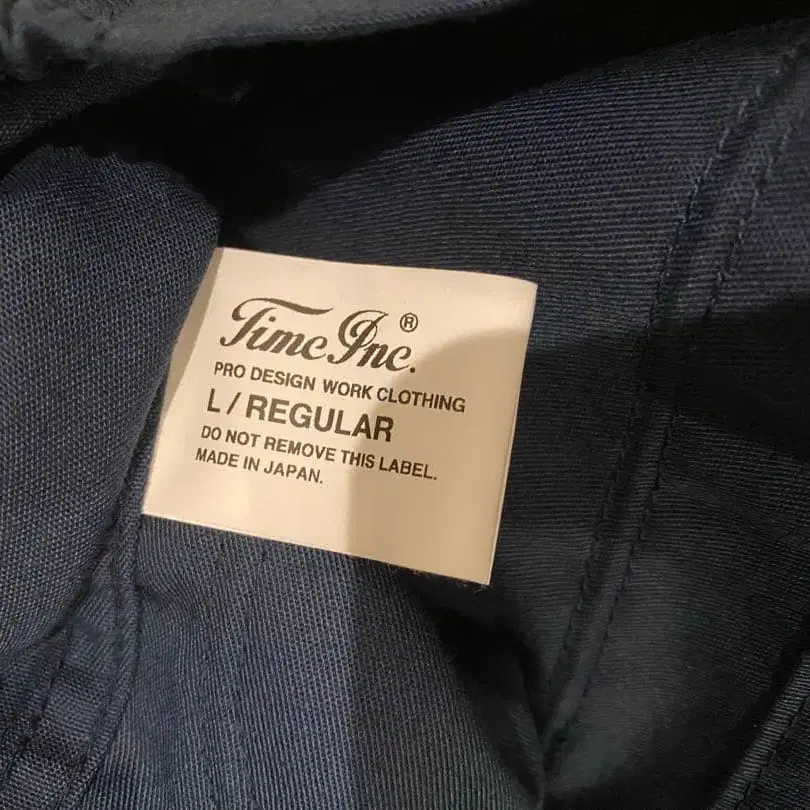 Time Inc.®
PRO DESIGN WORK CLOTHING
L / REGULAR
DO NOT REMOVE THIS LABEL.
MADE IN JAPAN.